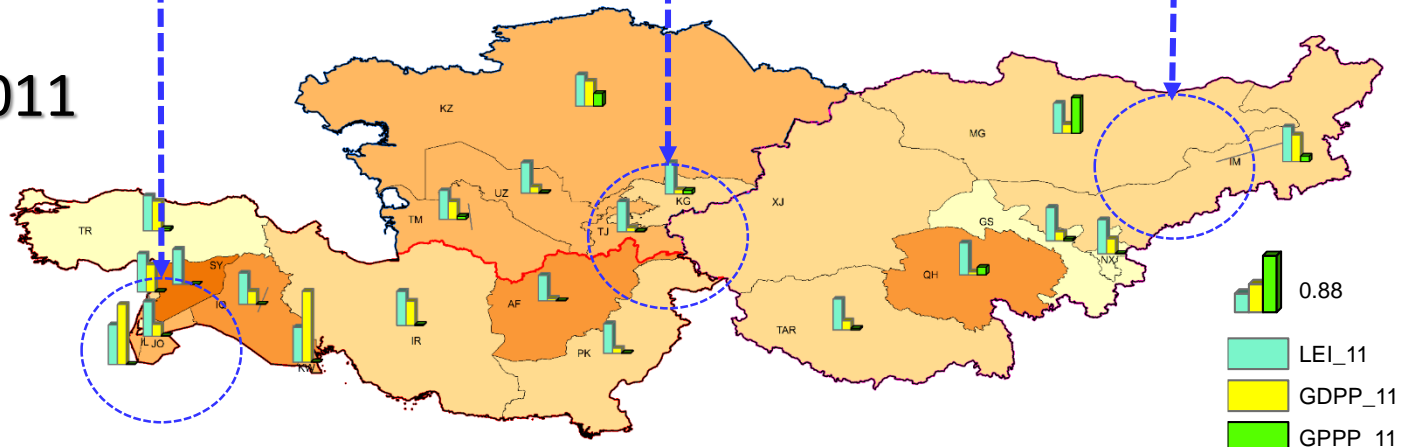 011
KZ
MG
IM
UZ
KG
XJ
TM
TJ
GS
TR
SY
NX
QH
AF
0.88
TAR
IR
IL
JO
PK
LEI_11
KW
GDPP_11
GPPP_11